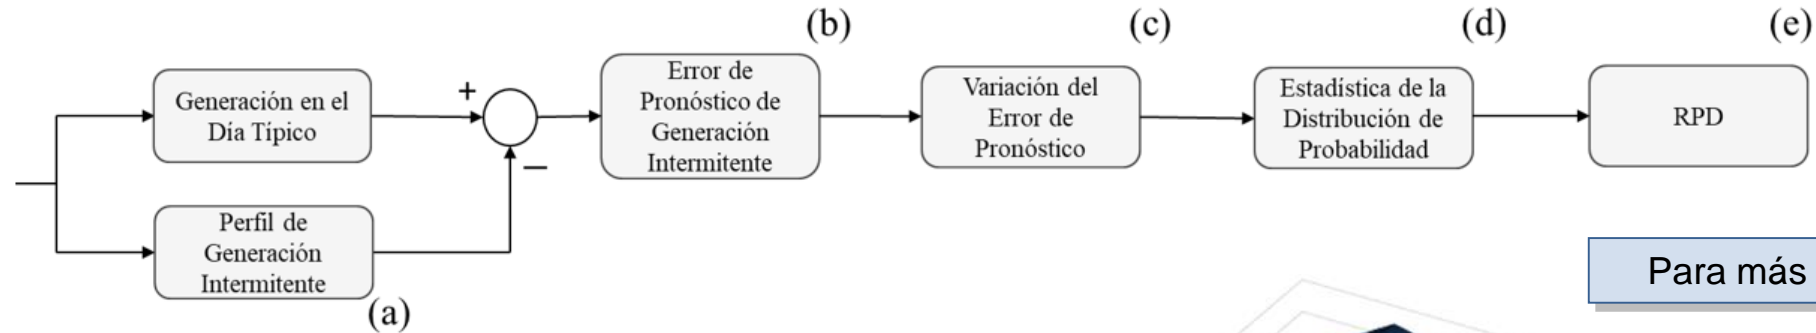 (b)
(c)
(d)
(e)
Generación en el
Día Típico
+
−
Error de
Pronóstico de
Generación
Intermitente
Variación del
Error de
Pronóstico
Estadística de la
Distribución de
Probabilidad
RPD
Perfil de
Generación
Intermitente
(a)
Para más